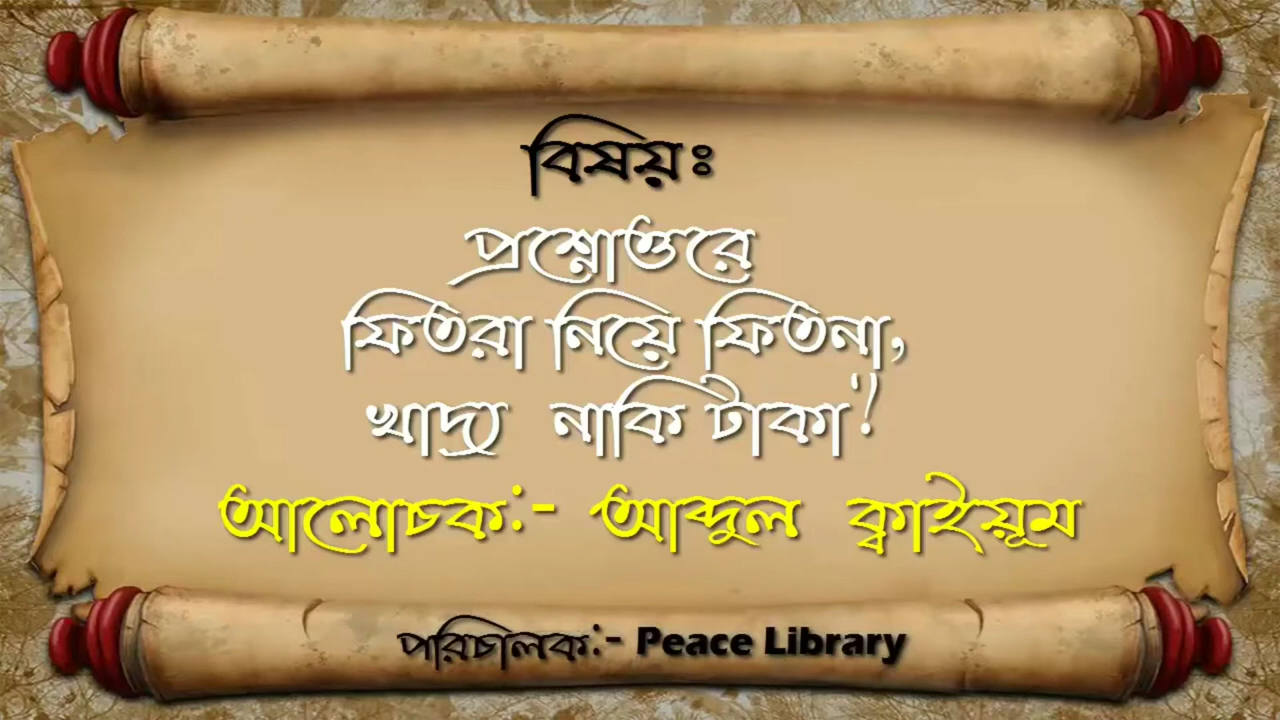 বিষয়ঃ
প্রশ্নোত্তরে
ফিতরা নিয়ে ফিতনা,
খাদ্য নাকি টাকা?
আলোচক:- আব্দুল ক্বাইয়ূম
পরিচালক:- Peace Library